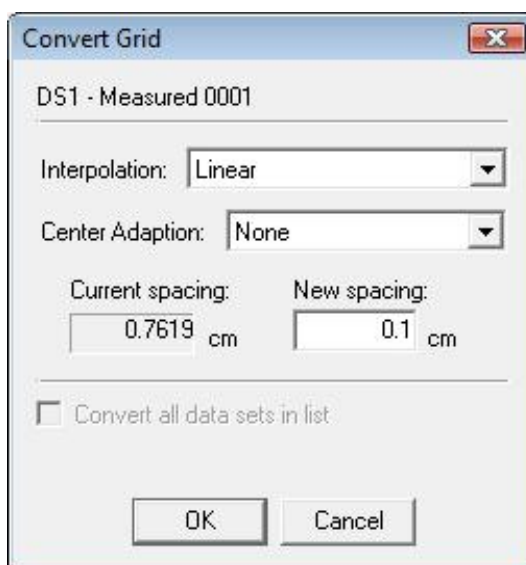 Convert Grid
DS1 - Measured 0001
Interpolation: Linear
Center Adaption: None
Current spacing: New spacing:
0.7619 cm 0.1 cm
Convert all data sets in list
OK Cancel